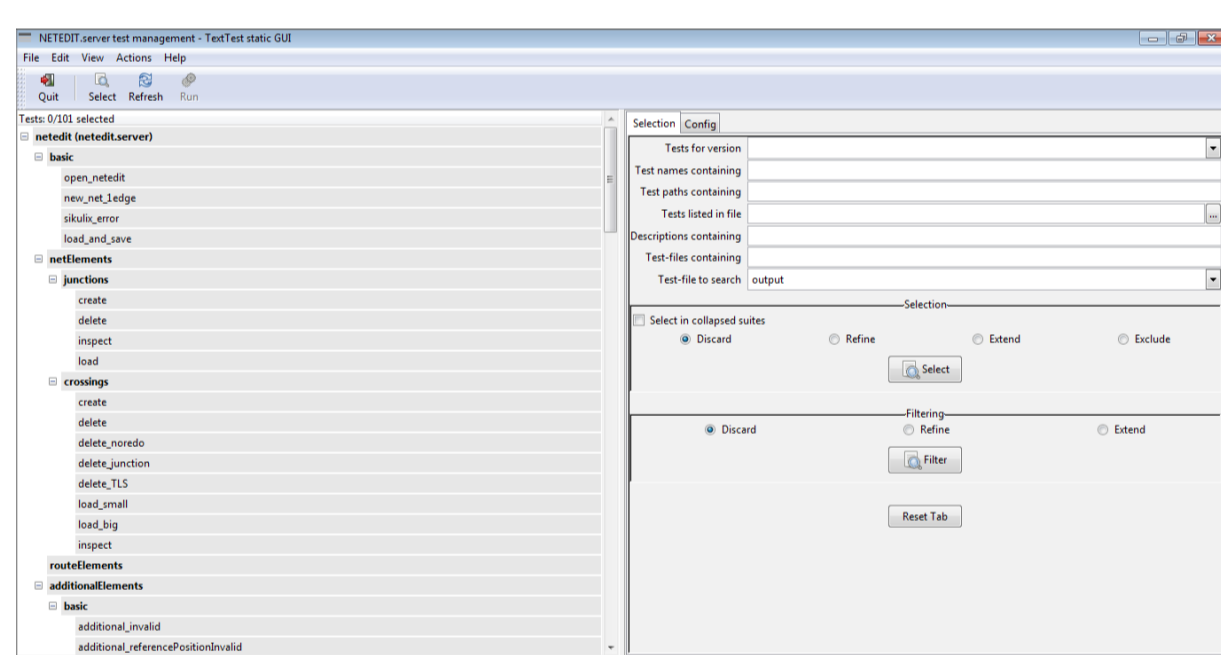 NETEDIT.server test management - TextTest static GUI
File Edit View Actions Help
Quit Select Refresh Run
Tests: 0/101 selected
netedit (netedit.server)
basic
open_netedit
new_net_1edge
sikulix_error
load_and_save
netElements
junctions
create
delete
inspect
load
crossings
create
delete
delete_noredo
delete_junction
delete_TLS
load_small
load_big
inspect
routeElements
additionalElements
basic
additional_invalid
additional_referencePositionInvalid
Selection Config
Tests for version
Test names containing
Test paths containing
Tests listed in file ...
Descriptions containing
Test-files containing
Test-file to search output
Selection
Select in collapsed suites
Discard Refine Extend Exclude
Select
Filtering
Discard Refine Extend
Filter
Reset Tab